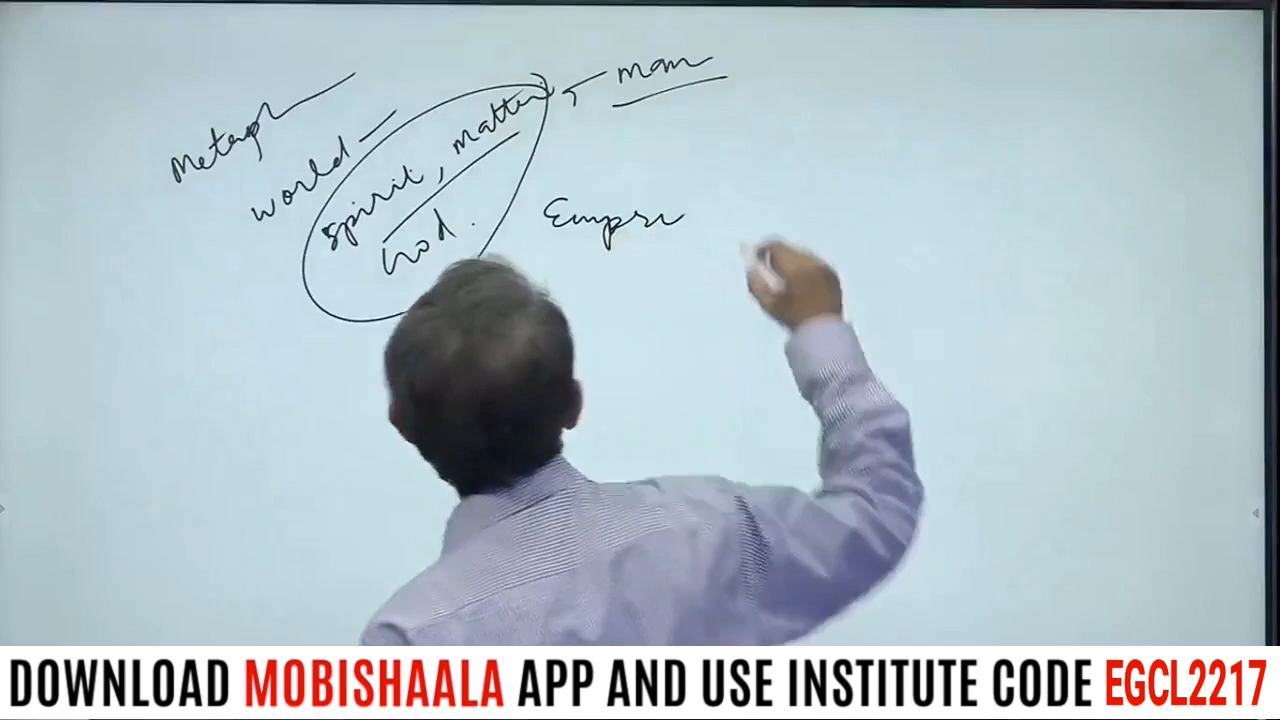 Metaph
world —
spirit, matter, — man
God.
Empri
DOWNLOAD MOBISHAALA APP AND USE INSTITUTE CODE EGCL2217